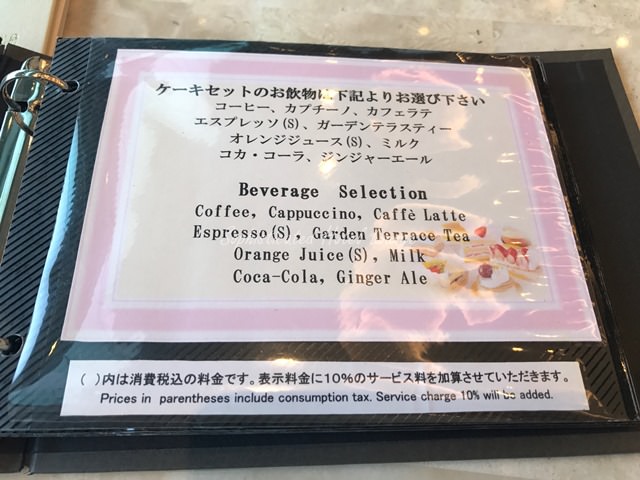 ケーキセットのお飲物は下記よりお選び下さい
コーヒー、カプチーノ、カフェラテ
エスプレッソ(S)、ガーデンテラスティー
オレンジジュース(S)、ミルク
コカ・コーラ、ジンジャーエール
Beverage Selection
Coffee, Cappuccino, Caffè Latte
Espresso(S), Garden Terrace Tea
Orange Juice(S), Milk
Coca-Cola, Ginger Ale
( )内は消費税込の料金です。表示料金に10%のサービス料を加算させていただきます。
Prices in parentheses include consumption tax. Service charge 10% will be added.